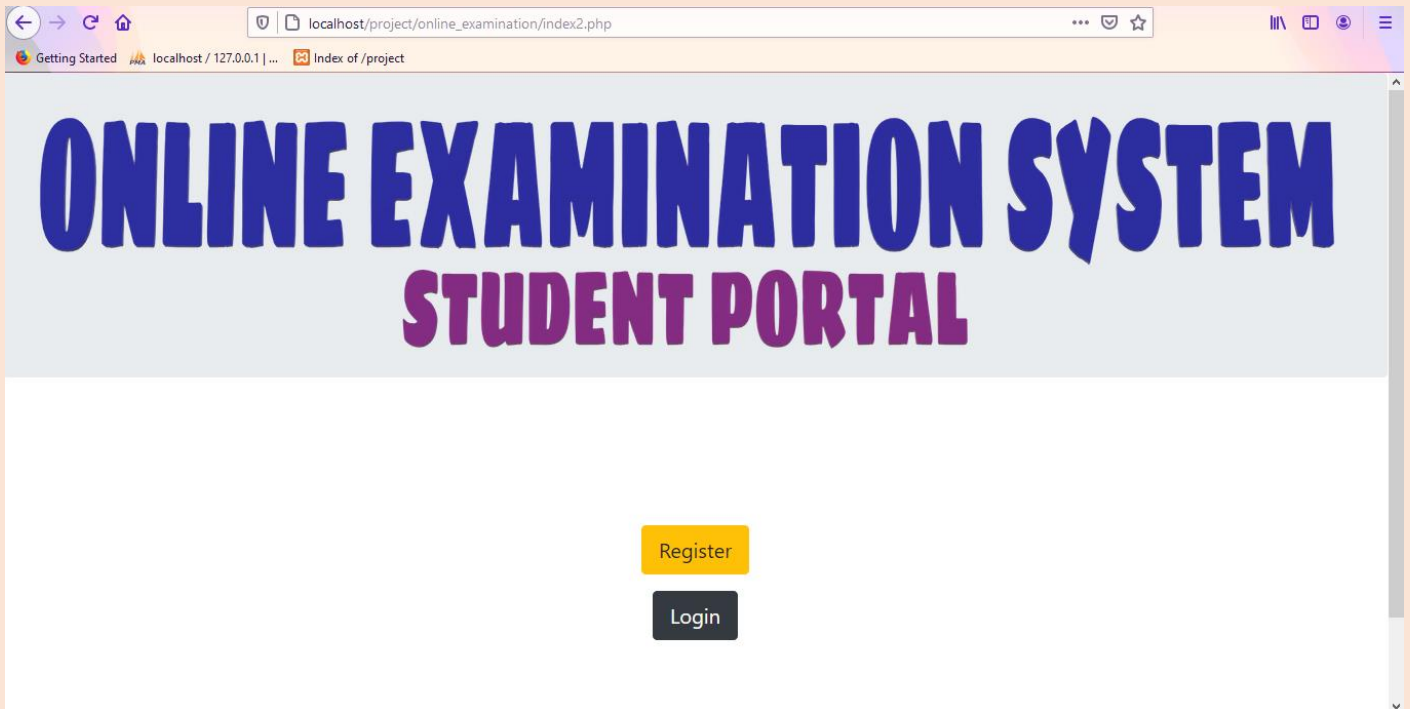 localhost/project/online_examination/index2.php
Getting Started localhost / 127.0.0.1 | ... Index of /project
ONLINE EXAMINATION SYSTEM
STUDENT PORTAL
Register
Login